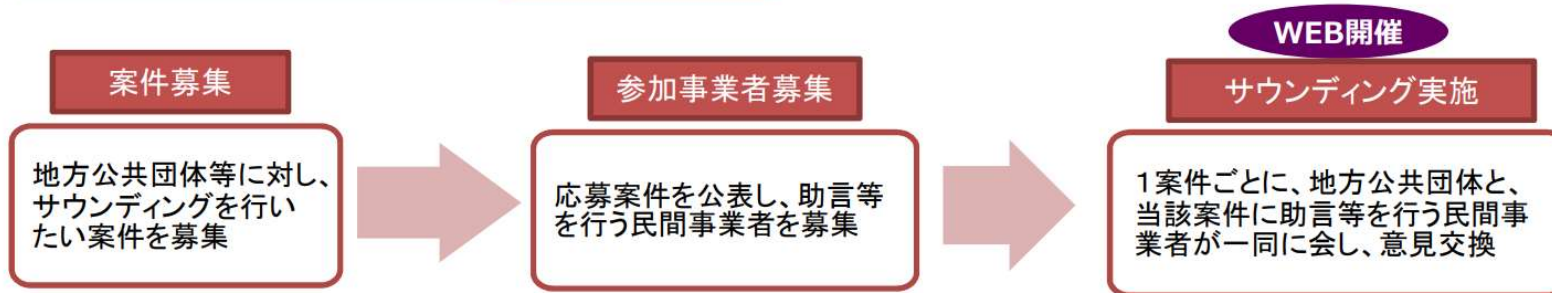 案件募集
地方公共団体等に対し、
サウンディングを行い
たい案件を募集
参加事業者募集
応募案件を公表し、助言等
を行う民間事業者を募集
WEB開催
サウンディング実施
１案件ごとに、地方公共団体と、
当該案件に助言等を行う民間事
業者が一同に会し、意見交換